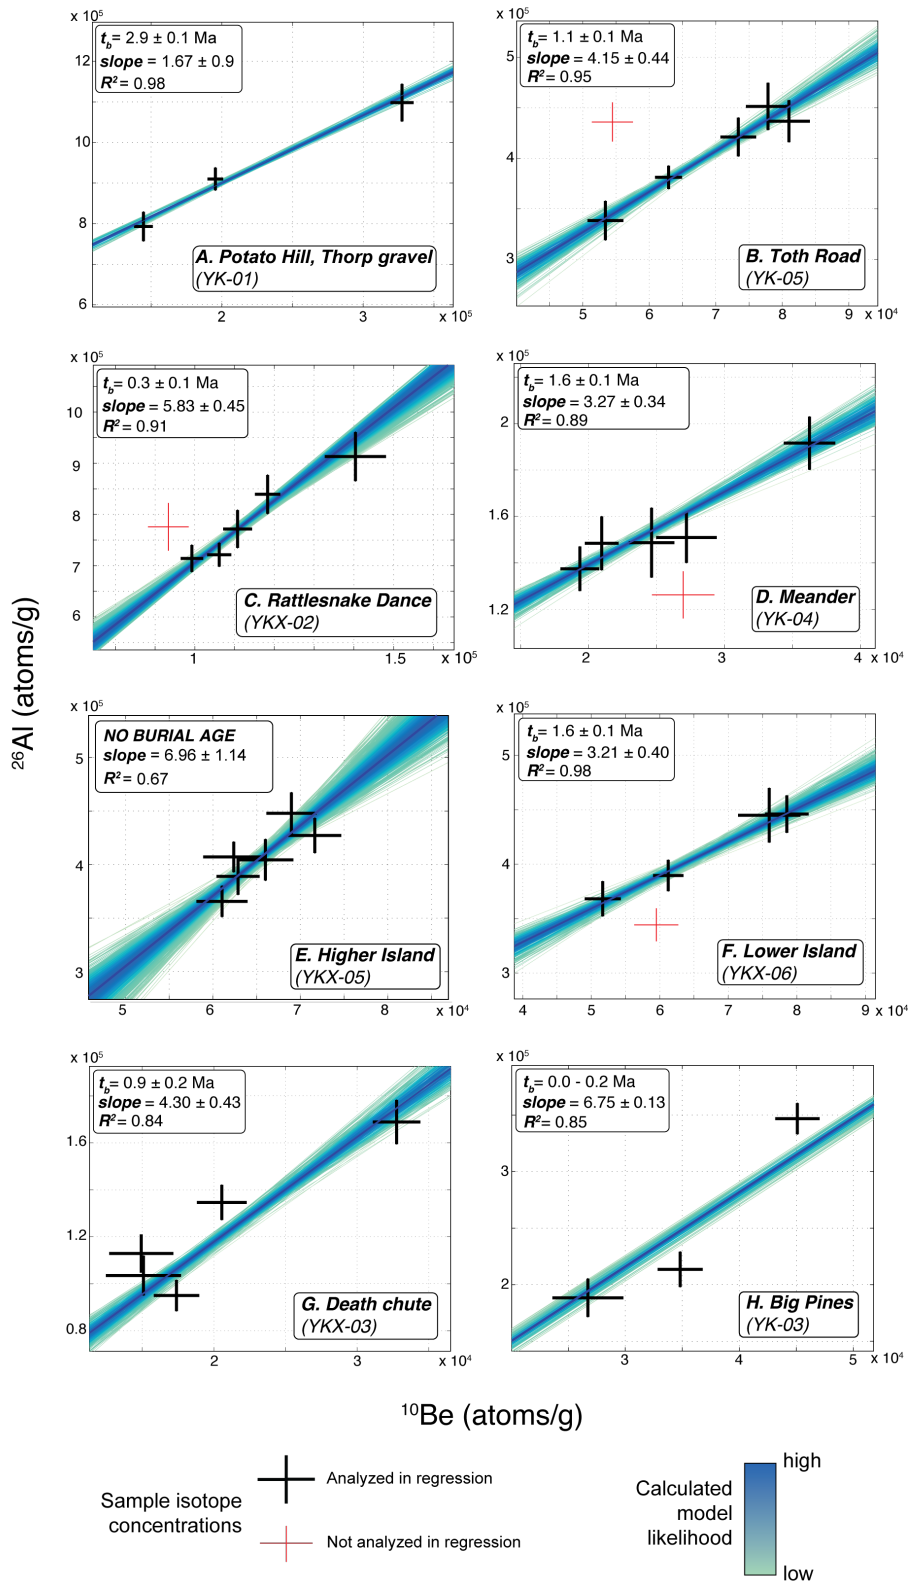 x 10⁵
t_b= 2.9 ± 0.1 Ma
slope = 1.67 ± 0.9
R²= 0.98
12
10
8
6
2
3
x 10⁵
A. Potato Hill, Thorp gravel
(YK-01)
x 10⁵
t_b= 1.1 ± 0.1 Ma
slope = 4.15 ± 0.44
R²= 0.95
5
4
3
5
6
7
8
9 x 10⁴
B. Toth Road
(YK-05)
x 10⁵
t_b= 0.3 ± 0.1 Ma
slope = 5.83 ± 0.45
R²= 0.91
10
9
8
7
6
1
1.5 x 10⁵
C. Rattlesnake Dance
(YKX-02)
x 10⁵
t_b= 1.6 ± 0.1 Ma
slope = 3.27 ± 0.34
R²= 0.89
2
1.6
1.2
2
3
4 x 10⁴
D. Meander
(YK-04)
²⁶Al (atoms/g)
x 10⁵
NO BURIAL AGE
slope = 6.96 ± 1.14
R²= 0.67
5
4
3
5
6
7
8 x 10⁴
E. Higher Island
(YKX-05)
x 10⁵
t_b= 1.6 ± 0.1 Ma
slope = 3.21 ± 0.40
R²= 0.98
5
4
3
4
5
6
7
8
9 x 10⁴
F. Lower Island
(YKX-06)
x 10⁵
t_b= 0.9 ± 0.2 Ma
slope = 4.30 ± 0.43
R²= 0.84
1.6
1.2
0.8
2
3
x 10⁴
G. Death chute
(YKX-03)
x 10⁵
t_b= 0.0 - 0.2 Ma
slope = 6.75 ± 0.13
R²= 0.85
3
2
3
4
5 x 10⁴
H. Big Pines
(YK-03)
¹⁰Be (atoms/g)
Sample isotope
concentrations
Analyzed in regression
Not analyzed in regression
Calculated
model
likelihood
high
low